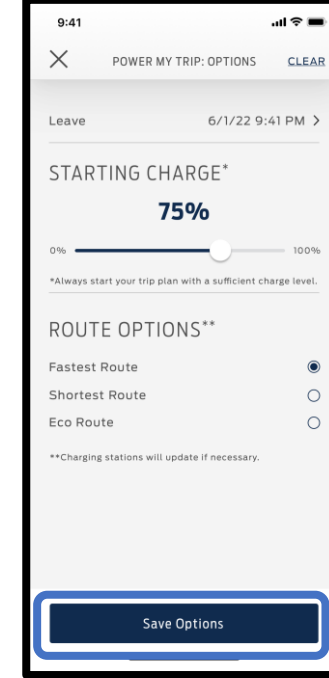 9:41
POWER MY TRIP: OPTIONS CLEAR
Leave 6/1/22 9:41 PM >
STARTING CHARGE*
75%
0% 100%
*Always start your trip plan with a sufficient charge level.
ROUTE OPTIONS**
Fastest Route
Shortest Route
Eco Route
**Charging stations will update if necessary.
Save Options